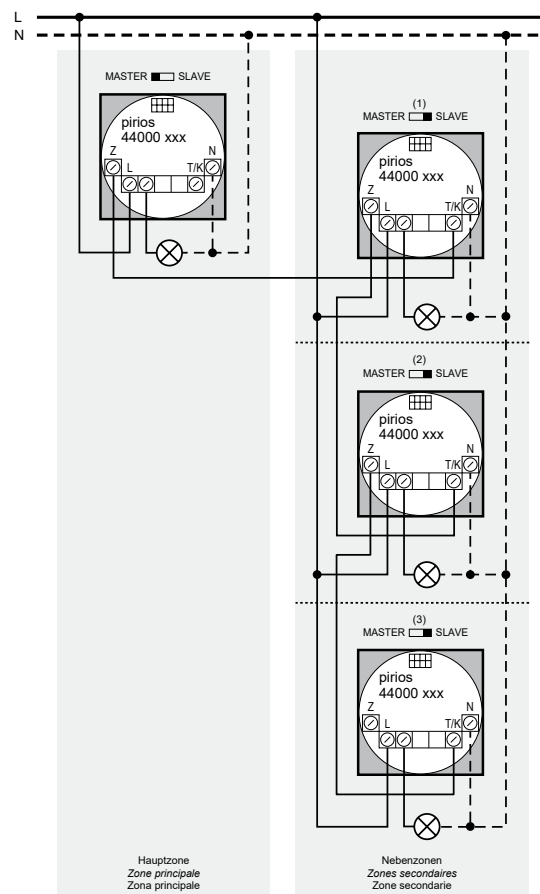 L
N
MASTER SLAVE
pirios
44000 xxx
Z
L
T/K
N
(1)
MASTER SLAVE
pirios
44000 xxx
Z
L
T/K
N
(2)
MASTER SLAVE
pirios
44000 xxx
Z
L
T/K
N
(3)
MASTER SLAVE
pirios
44000 xxx
Z
L
T/K
N
Hauptzone
Zone principale
Zona principale
Nebenzonen
Zones secondaires
Zone secondarie